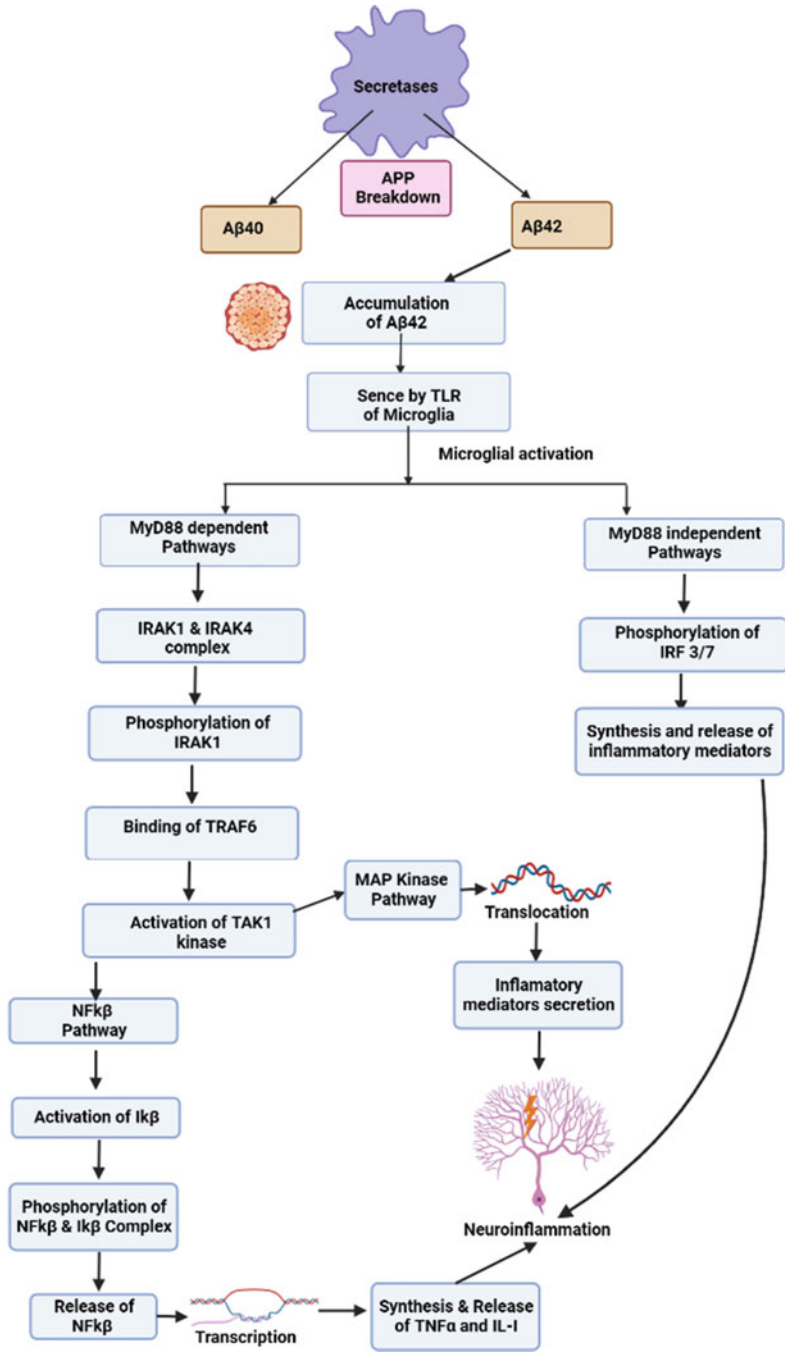 Secretases
APP
Breakdown
Aβ40
Aβ42
Accumulation
of Aβ42
Sence by TLR
of Microglia
Microglial activation
MyD88 dependent
Pathways
MyD88 independent
Pathways
IRAK1 & IRAK4
complex
Phosphorylation of
IRF 3/7
Phosphorylation of
IRAK1
Synthesis and release of
inflammatory mediators
Binding of TRAF6
MAP Kinase
Pathway
Translocation
Activation of TAK1
kinase
Inflamatory
mediators secretion
NFkβ
Pathway
Activation of Ikβ
Phosphorylation of
NFkβ & Ikβ Complex
Neuroinflammation
Release of
NFkβ
Transcription
Synthesis & Release
of TNFα and IL-I